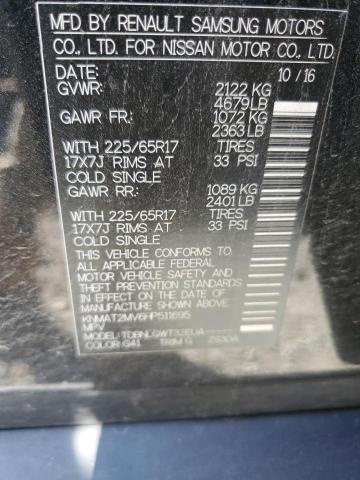 MFD BY RENAULT SAMSUNG MOTORS
CO., LTD. FOR NISSAN MOTOR CO., LTD.
DATE: 10/16
GVWR: 2122 KG
4679 LB
GAWR FR: 1072 KG
2363 LB
WITH 225/65R17 TIRES
17X7J RIMS AT 33 PSI
COLD SINGLE
GAWR RR: 1089 KG
2401 LB
WITH 225/65R17 TIRES
17X7J RIMS AT 33 PSI
COLD SINGLE
THIS VEHICLE CONFORMS TO
ALL APPLICABLE FEDERAL
MOTOR VEHICLE SAFETY AND
THEFT PREVENTION STANDARDS
IN EFFECT ON THE DATE OF
MANUFACTURE SHOWN ABOVE
KNMAT2MV6HP511695
MPV
MODEL:
COLOR: G41 TRIM G